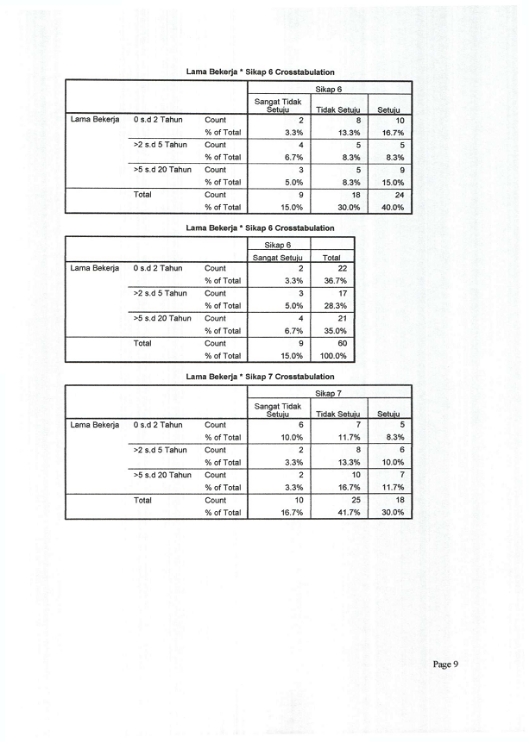 Lama Bekerja * Sikap 6 Crosstabulation
Sikap 6
Sangat Tidak Setuju Tidak Setuju Setuju
Lama Bekerja 0 s.d 2 Tahun Count 2 8 10
% of Total 3.3% 13.3% 16.7%
>2 s.d 5 Tahun Count 4 5 5
% of Total 6.7% 8.3% 8.3%
>5 s.d 20 Tahun Count 3 5 9
% of Total 5.0% 8.3% 15.0%
Total Count 9 18 24
% of Total 15.0% 30.0% 40.0%
Lama Bekerja * Sikap 6 Crosstabulation
Sikap 6
Sangat Setuju Total
Lama Bekerja 0 s.d 2 Tahun Count 2 22
% of Total 3.3% 36.7%
>2 s.d 5 Tahun Count 3 17
% of Total 5.0% 28.3%
>5 s.d 20 Tahun Count 4 21
% of Total 6.7% 35.0%
Total Count 9 60
% of Total 15.0% 100.0%
Lama Bekerja * Sikap 7 Crosstabulation
Sikap 7
Sangat Tidak Setuju Tidak Setuju Setuju
Lama Bekerja 0 s.d 2 Tahun Count 6 7 5
% of Total 10.0% 11.7% 8.3%
>2 s.d 5 Tahun Count 2 8 6
% of Total 3.3% 13.3% 10.0%
>5 s.d 20 Tahun Count 2 10 7
% of Total 3.3% 16.7% 11.7%
Total Count 10 25 18
% of Total 16.7% 41.7% 30.0%
Page 9